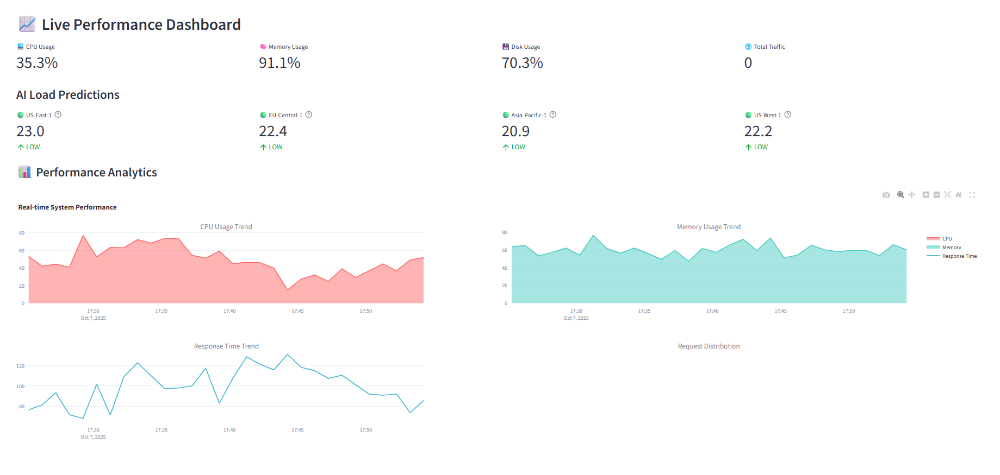 Live Performance Dashboard
CPU Usage
35.3%
Memory Usage
91.1%
Disk Usage
70.3%
Total Traffic
0
AI Load Predictions
US-East-1
23.0
↑ LOW
EU-Central-1
22.4
↑ LOW
Asia-Pacific-1
20.9
↑ LOW
US-West-1
22.2
↑ LOW
Performance Analytics
Real-time System Performance
CPU Usage Trend
80
60
40
20
0
17:30 17:35 17:40 17:45 17:50
Oct 7, 2025
Memory Usage Trend
80
60
40
20
0
17:30 17:35 17:40 17:45 17:50
Oct 7, 2025
CPU
Memory
Response Time
Response Time Trend
120
100
80
17:30 17:35 17:40 17:45 17:50
Oct 7, 2025
Request Distribution